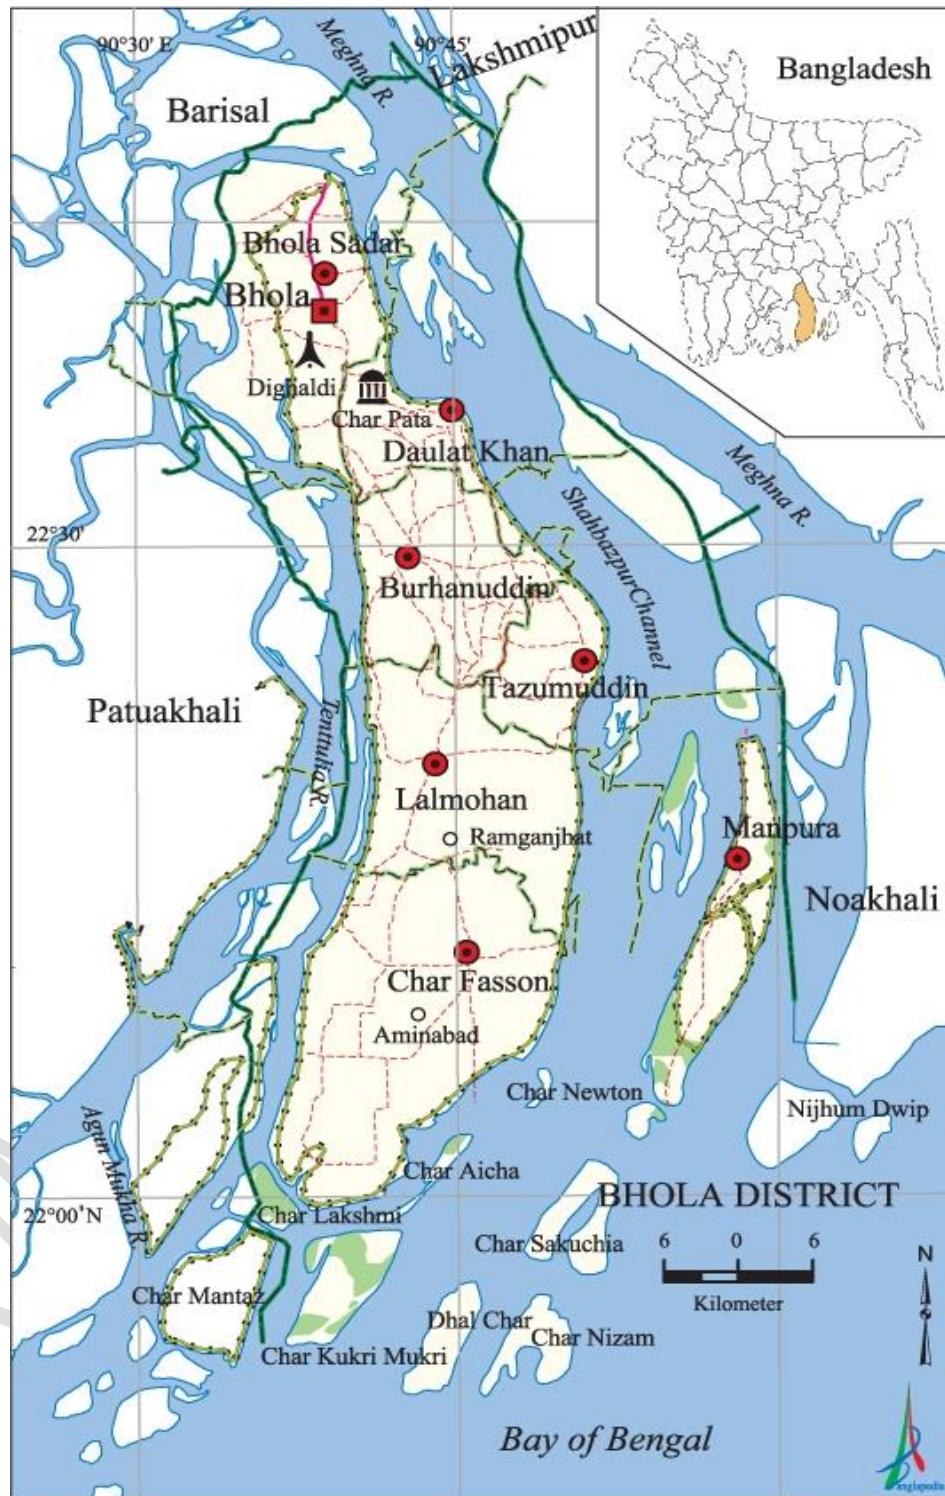 90°30' E
90°45'
Meghna R.
Lakshmipur
Bangladesh
Barisal
Bhola Sadar
Bhola
Dighaldi
Char Pata
Daulat Khan
Meghna R.
22°30'
Shahbazpur Channel
Burhanuddin
Tazumuddin
Patuakhali
Tenttulia R.
Lalmohan
Ramganjhat
Manpura
Noakhali
Char Fasson
Aminabad
Char Newton
Nijhum Dwip
Agun Mukha R.
Char Aicha
BHOLA DISTRICT
22°00'N
Char Lakshmi
Char Sakuchia
6 0 6
Kilometer
N
Char Mantaz
Dhal Char
Char Nizam
Char Kukri Mukri
Bay of Bengal
anglapedia